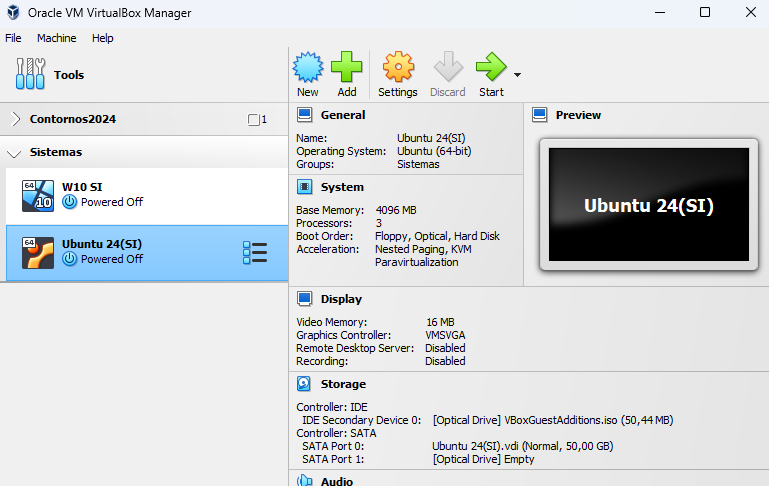 Oracle VM VirtualBox Manager
File Machine Help
Tools
New Add Settings Discard Start
Contornos2024 1
Sistemas
64 10 W10 SI
Powered Off
64 Ubuntu 24(SI)
Powered Off
General
Name: Ubuntu 24(SI)
Operating System: Ubuntu (64-bit)
Groups: Sistemas
System
Base Memory: 4096 MB
Processors: 3
Boot Order: Floppy, Optical, Hard Disk
Acceleration: Nested Paging, KVM
Paravirtualization
Preview
Ubuntu 24(SI)
Display
Video Memory: 16 MB
Graphics Controller: VMSVGA
Remote Desktop Server: Disabled
Recording: Disabled
Storage
Controller: IDE
IDE Secondary Device 0: [Optical Drive] VBoxGuestAdditions.iso (50,44 MB)
Controller: SATA
SATA Port 0: Ubuntu 24(SI).vdi (Normal, 50,00 GB)
SATA Port 1: [Optical Drive] Empty
Audio